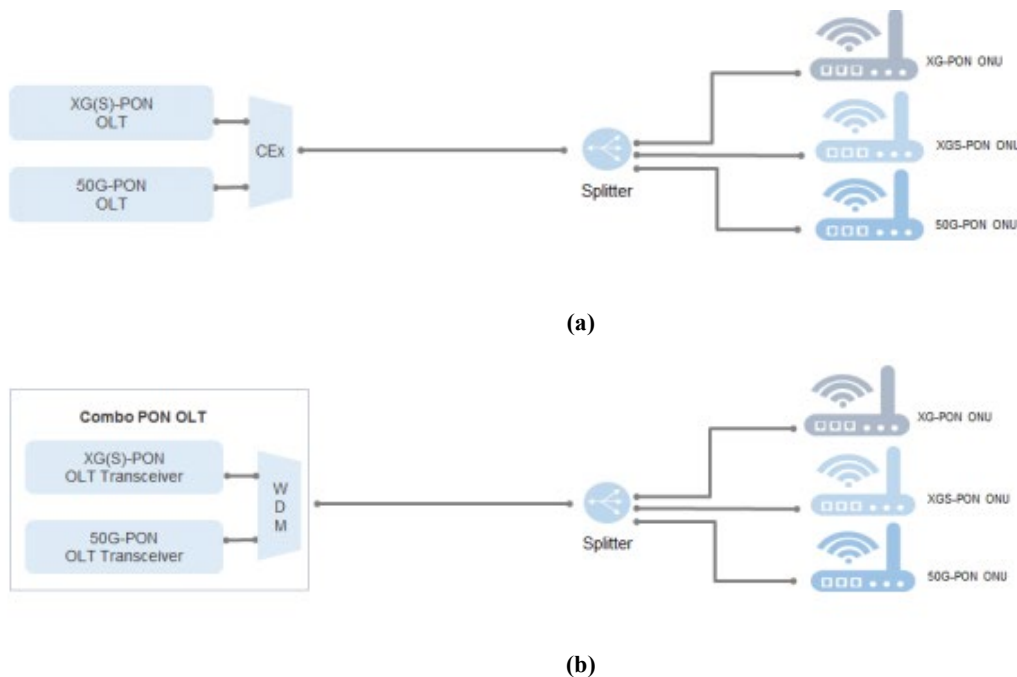 XG-PON ONU
XG(S)-PON
OLT
CEx
XGS-PON ONU
50G-PON
OLT
Splitter
50G-PON ONU
(a)
Combo PON OLT
XG-PON ONU
XG(S)-PON
OLT Transceiver
W
D
M
XGS-PON ONU
50G-PON
OLT Transceiver
Splitter
50G-PON ONU
(b)